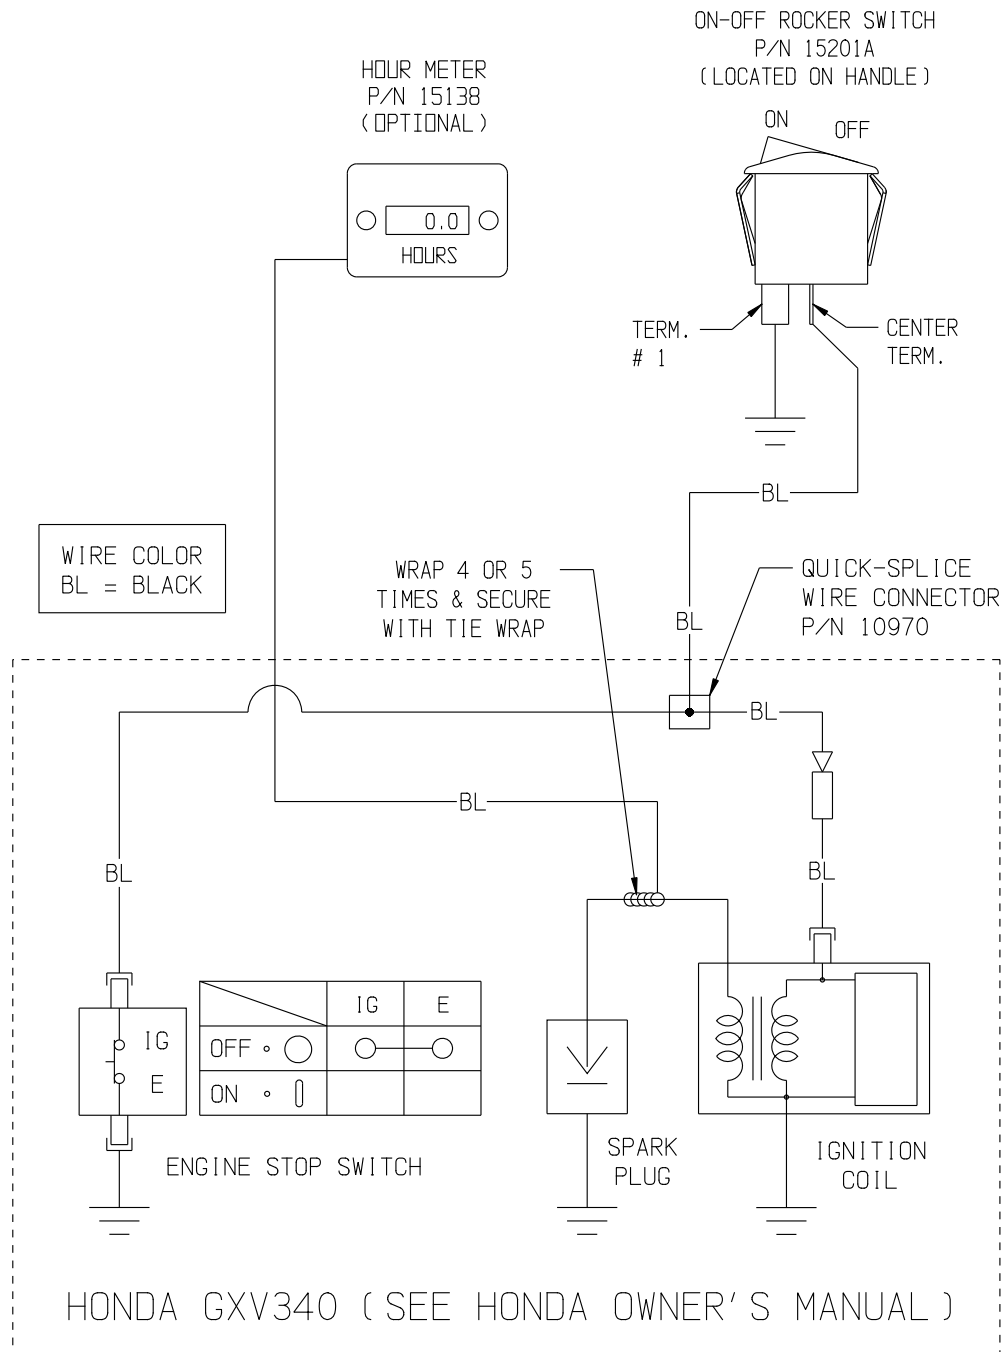 ON-OFF ROCKER SWITCH
P/N 15201A
(LOCATED ON HANDLE)
HOUR METER
P/N 15138
(OPTIONAL)
ON
OFF
0.0
HOURS
TERM.
# 1
CENTER
TERM.
BL
WIRE COLOR
BL = BLACK
WRAP 4 OR 5
TIMES & SECURE
WITH TIE WRAP
QUICK-SPLICE
WIRE CONNECTOR
P/N 10970
BL
BL
BL
BL
BL
IG
E
IG E
OFF
ON
ENGINE STOP SWITCH
SPARK
PLUG
IGNITION
COIL
HONDA GXV340 (SEE HONDA OWNER'S MANUAL)